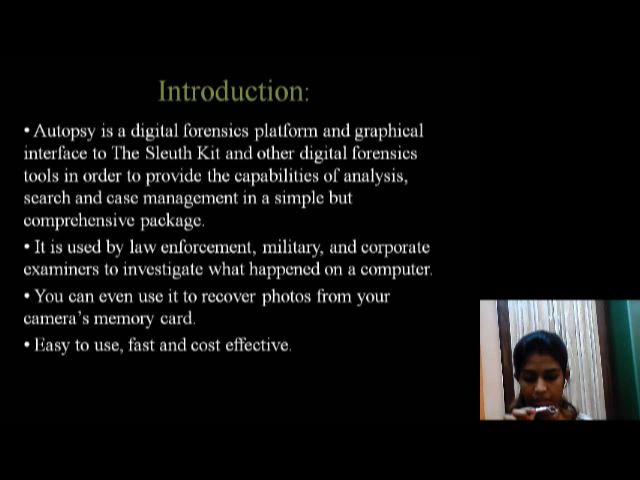 Introduction:
• Autopsy is a digital forensics platform and graphical
interface to The Sleuth Kit and other digital forensics
tools in order to provide the capabilities of analysis,
search and case management in a simple but
comprehensive package.
• It is used by law enforcement, military, and corporate
examiners to investigate what happened on a computer.
• You can even use it to recover photos from your
camera’s memory card.
• Easy to use, fast and cost effective.